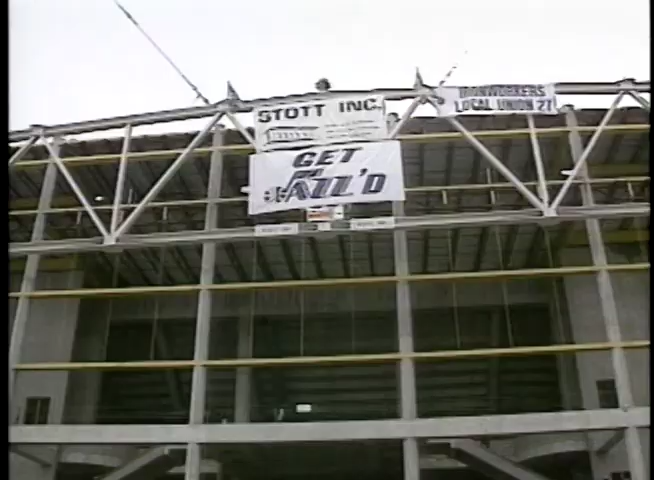 STOTT INC.
GET
JAZZ'D
IRONWORKERS
LOCAL UNION 27